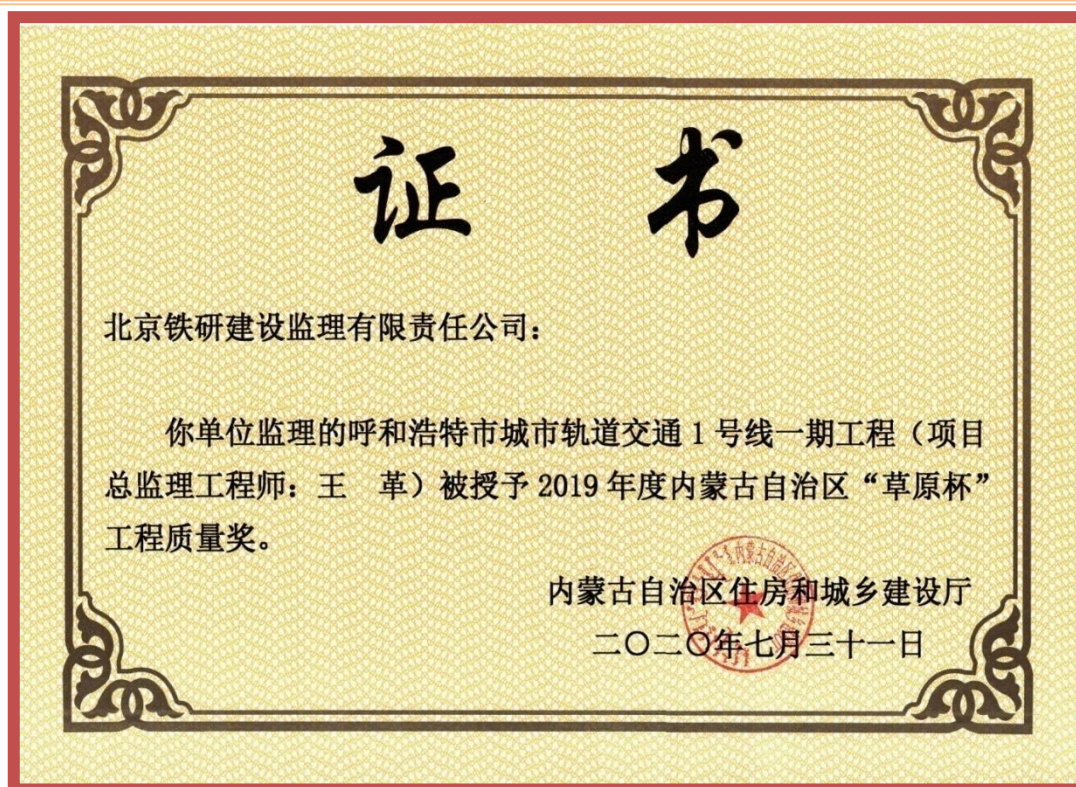 证 书
北京铁研建设监理有限责任公司：
你单位监理的呼和浩特市城市轨道交通 1 号线一期工程（项目
总监理工程师：王　革）被授予 2019 年度内蒙古自治区“草原杯”
工程质量奖。
内蒙古自治区住房和城乡建设厅
二〇二〇年七月三十一日